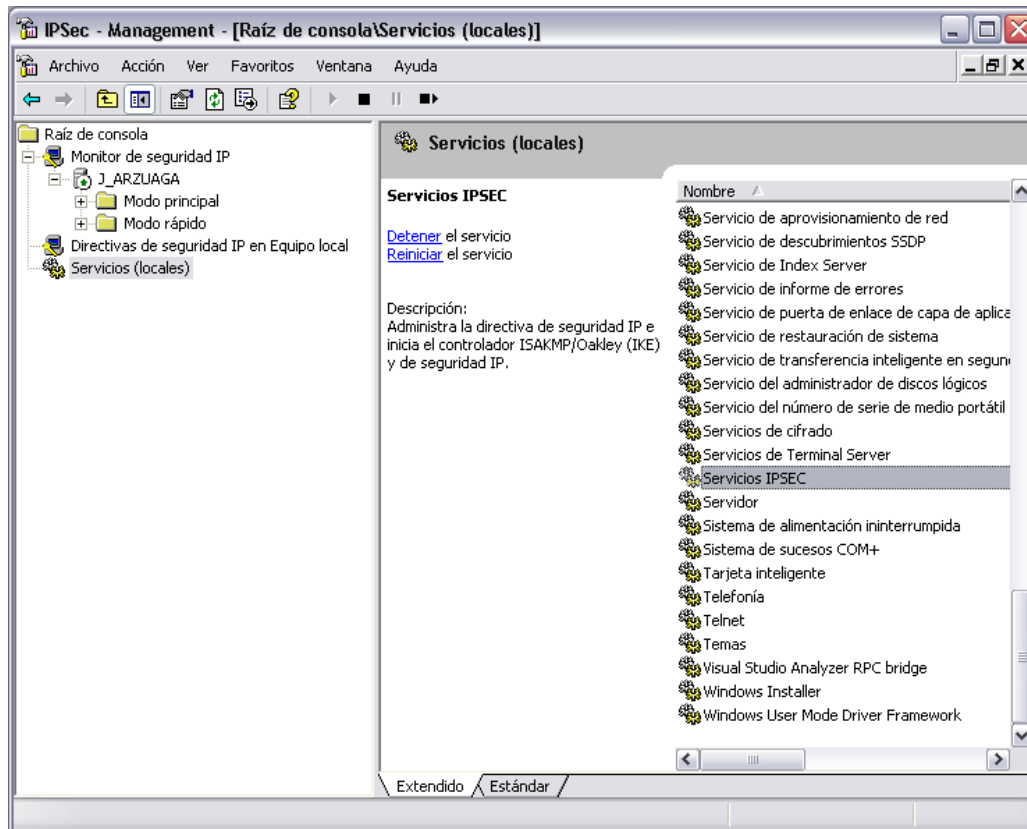 IPSec - Management - [Raíz de consola\Servicios (locales)]
Archivo Acción Ver Favoritos Ventana Ayuda
Raíz de consola
Monitor de seguridad IP
J_ARZUAGA
Modo principal
Modo rápido
Directivas de seguridad IP en Equipo local
Servicios (locales)
Servicios (locales)
Servicios IPSEC
Detener el servicio
Reiniciar el servicio
Descripción:
Administra la directiva de seguridad IP e
inicia el controlador ISAKMP/Oakley (IKE)
y de seguridad IP.
Nombre
Servicio de aprovisionamiento de red
Servicio de descubrimientos SSDP
Servicio de Index Server
Servicio de informe de errores
Servicio de puerta de enlace de capa de aplica
Servicio de restauración de sistema
Servicio de transferencia inteligente en segun
Servicio del administrador de discos lógicos
Servicio del número de serie de medio portátil
Servicios de cifrado
Servicios de Terminal Server
Servicios IPSEC
Servidor
Sistema de alimentación ininterrumpida
Sistema de sucesos COM+
Tarjeta inteligente
Telefonía
Telnet
Temas
Visual Studio Analyzer RPC bridge
Windows Installer
Windows User Mode Driver Framework
Extendido Estándar